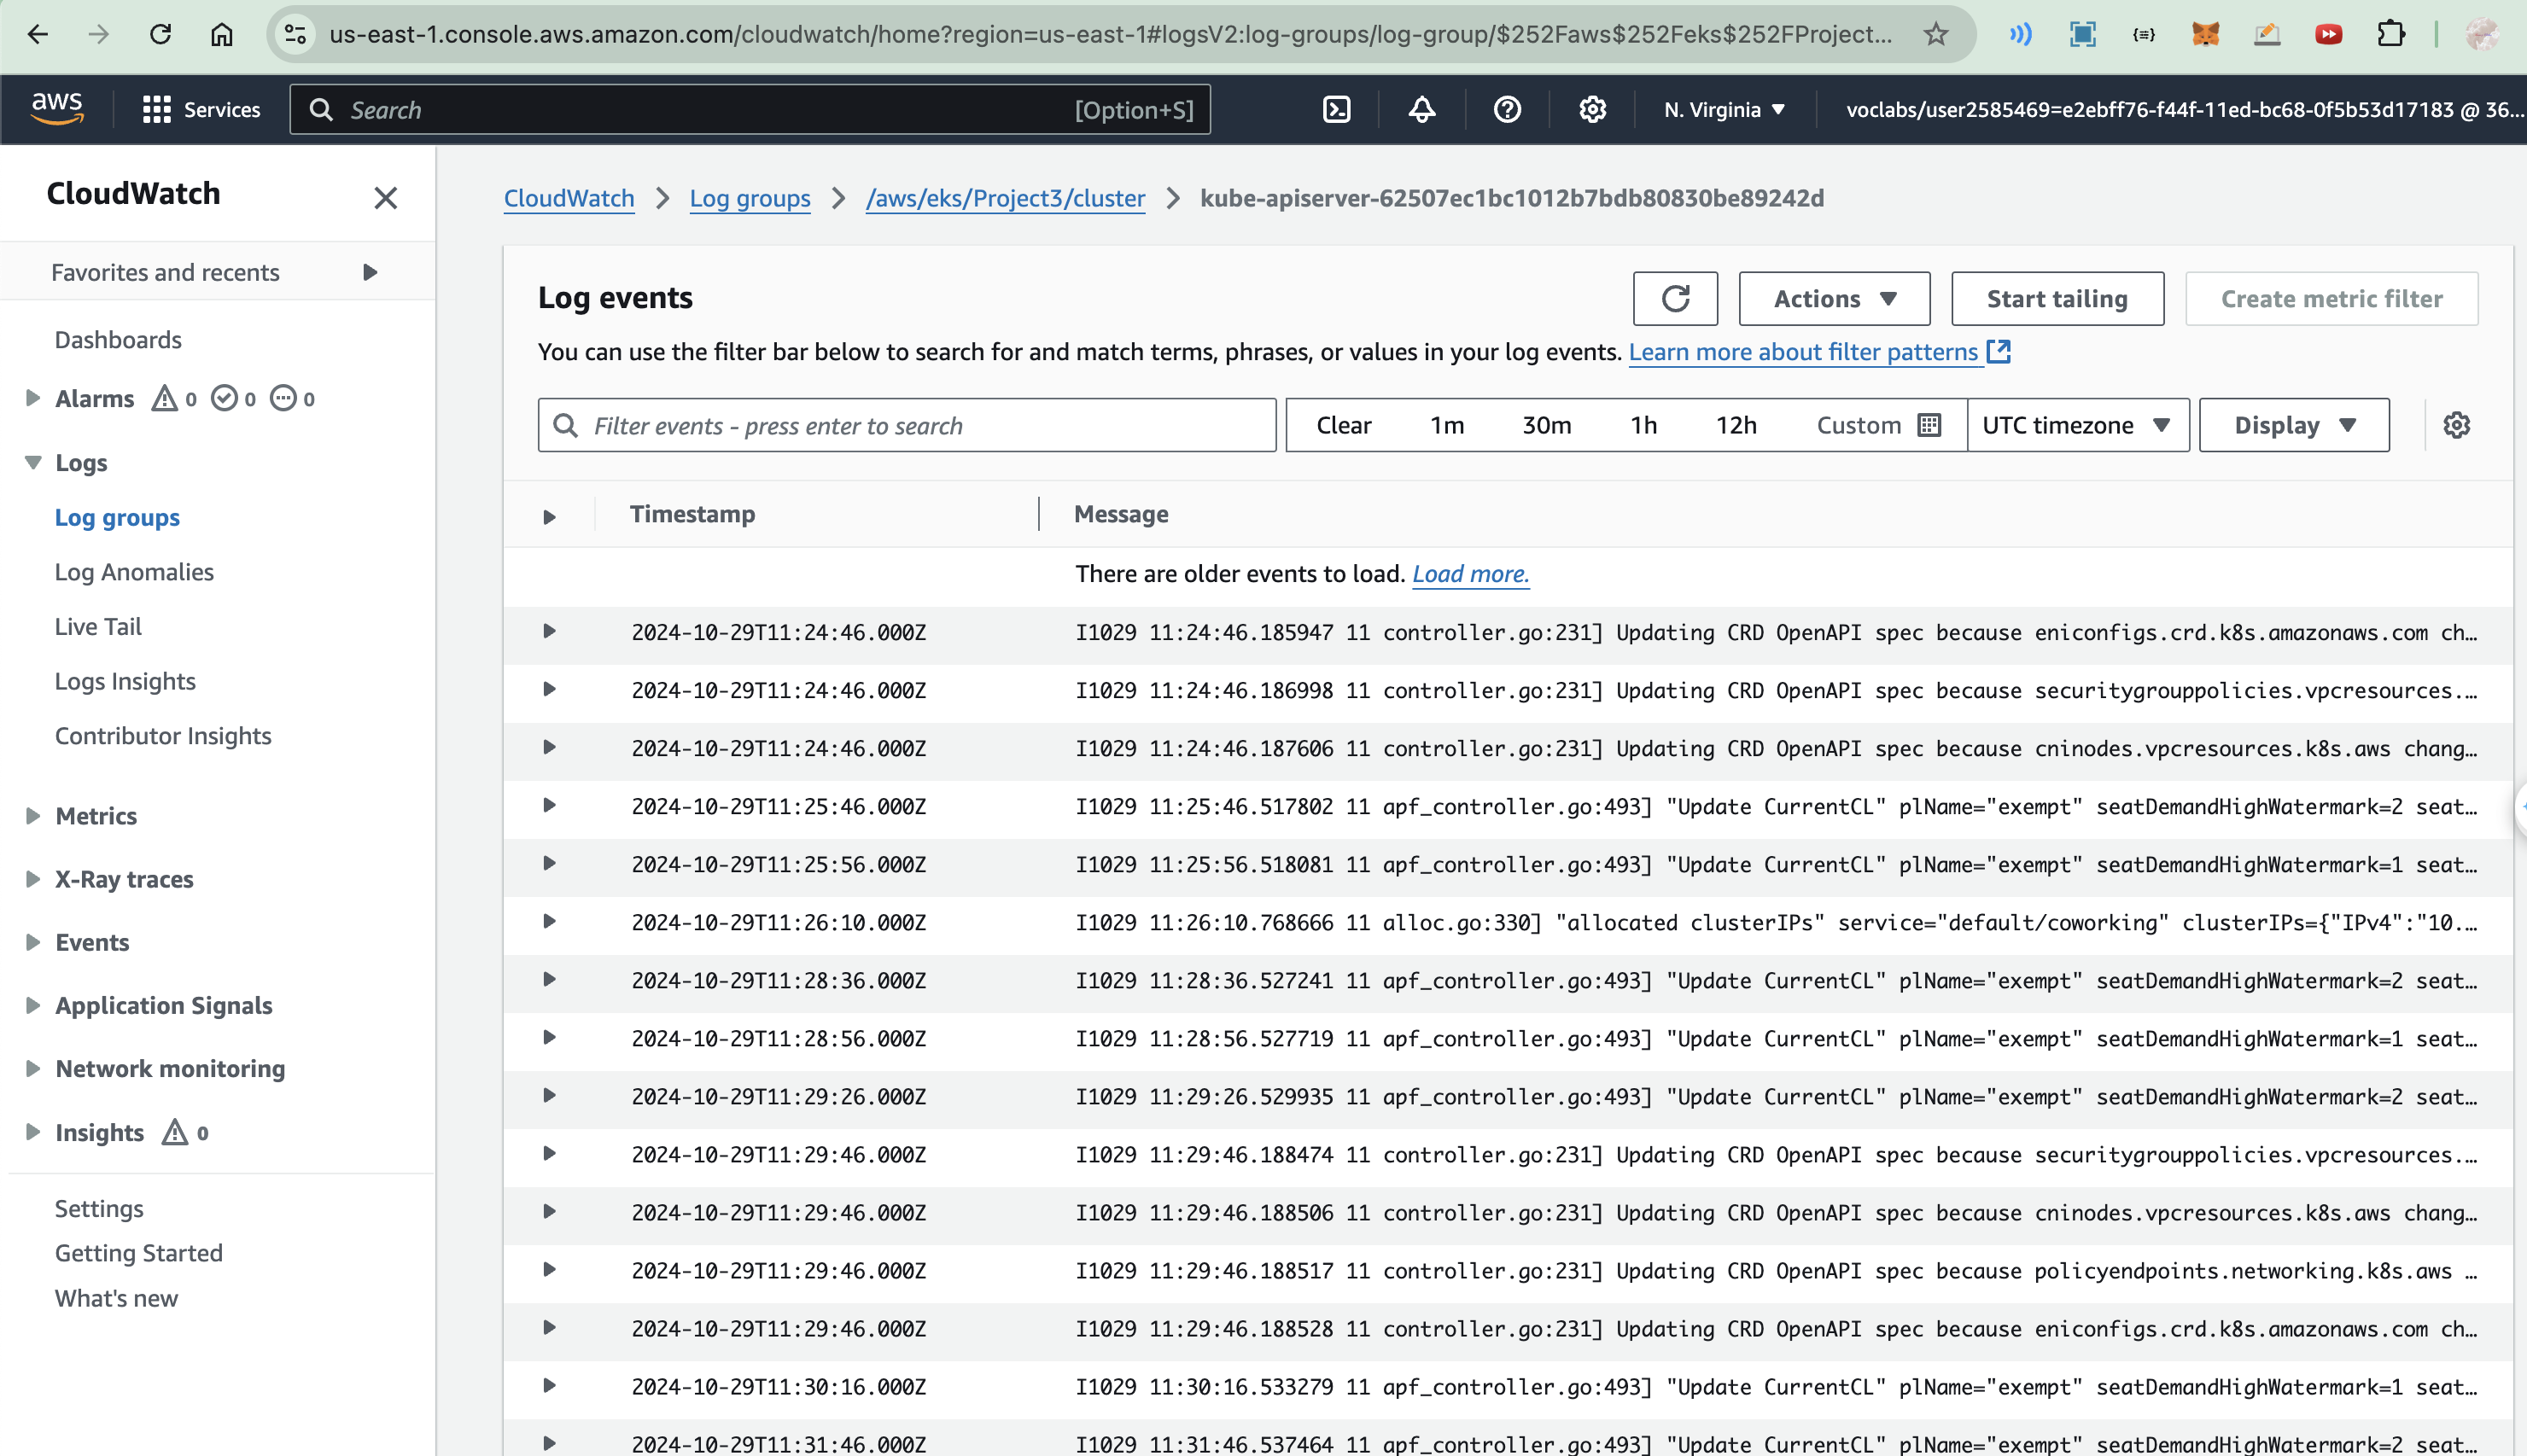 us-east-1.console.aws.amazon.com/cloudwatch/home?region=us-east-1#logsV2:log-groups/log-group/$252Faws$252Feks$252FProject...
aws
Services
Search
[Option+S]
N. Virginia
voclabs/user2585469=e2ebff76-f44f-11ed-bc68-0f5b53d17183 @ 36...
CloudWatch
Favorites and recents
Dashboards
Alarms 0 0 0
Logs
Log groups
Log Anomalies
Live Tail
Logs Insights
Contributor Insights
Metrics
X-Ray traces
Events
Application Signals
Network monitoring
Insights 0
Settings
Getting Started
What's new
CloudWatch > Log groups > /aws/eks/Project3/cluster > kube-apiserver-62507ec1bc1012b7bdb80830be89242d
Log events
Actions
Start tailing
Create metric filter
You can use the filter bar below to search for and match terms, phrases, or values in your log events. Learn more about filter patterns
Filter events - press enter to search
Clear 1m 30m 1h 12h Custom UTC timezone Display
Timestamp Message
There are older events to load. Load more.
2024-10-29T11:24:46.000Z I1029 11:24:46.185947 11 controller.go:231] Updating CRD OpenAPI spec because eniconfigs.crd.k8s.amazonaws.com ch...
2024-10-29T11:24:46.000Z I1029 11:24:46.186998 11 controller.go:231] Updating CRD OpenAPI spec because securitygrouppolicies.vpcresources....
2024-10-29T11:24:46.000Z I1029 11:24:46.187606 11 controller.go:231] Updating CRD OpenAPI spec because cninodes.vpcresources.k8s.aws chang...
2024-10-29T11:25:46.000Z I1029 11:25:46.517802 11 apf_controller.go:493] "Update CurrentCL" plName="exempt" seatDemandHighWatermark=2 seat...
2024-10-29T11:25:56.000Z I1029 11:25:56.518081 11 apf_controller.go:493] "Update CurrentCL" plName="exempt" seatDemandHighWatermark=1 seat...
2024-10-29T11:26:10.000Z I1029 11:26:10.768666 11 alloc.go:330] "allocated clusterIPs" service="default/coworking" clusterIPs={"IPv4":"10....
2024-10-29T11:28:36.000Z I1029 11:28:36.527241 11 apf_controller.go:493] "Update CurrentCL" plName="exempt" seatDemandHighWatermark=2 seat...
2024-10-29T11:28:56.000Z I1029 11:28:56.527719 11 apf_controller.go:493] "Update CurrentCL" plName="exempt" seatDemandHighWatermark=1 seat...
2024-10-29T11:29:26.000Z I1029 11:29:26.529935 11 apf_controller.go:493] "Update CurrentCL" plName="exempt" seatDemandHighWatermark=2 seat...
2024-10-29T11:29:46.000Z I1029 11:29:46.188474 11 controller.go:231] Updating CRD OpenAPI spec because securitygrouppolicies.vpcresources....
2024-10-29T11:29:46.000Z I1029 11:29:46.188506 11 controller.go:231] Updating CRD OpenAPI spec because cninodes.vpcresources.k8s.aws chang...
2024-10-29T11:29:46.000Z I1029 11:29:46.188517 11 controller.go:231] Updating CRD OpenAPI spec because policyendpoints.networking.k8s.aws ...
2024-10-29T11:29:46.000Z I1029 11:29:46.188528 11 controller.go:231] Updating CRD OpenAPI spec because eniconfigs.crd.k8s.amazonaws.com ch...
2024-10-29T11:30:16.000Z I1029 11:30:16.533279 11 apf_controller.go:493] "Update CurrentCL" plName="exempt" seatDemandHighWatermark=1 seat...
2024-10-29T11:31:46.000Z I1029 11:31:46.537464 11 apf_controller.go:493] "Update CurrentCL" plName="exempt" seatDemandHighWatermark=2 seat...